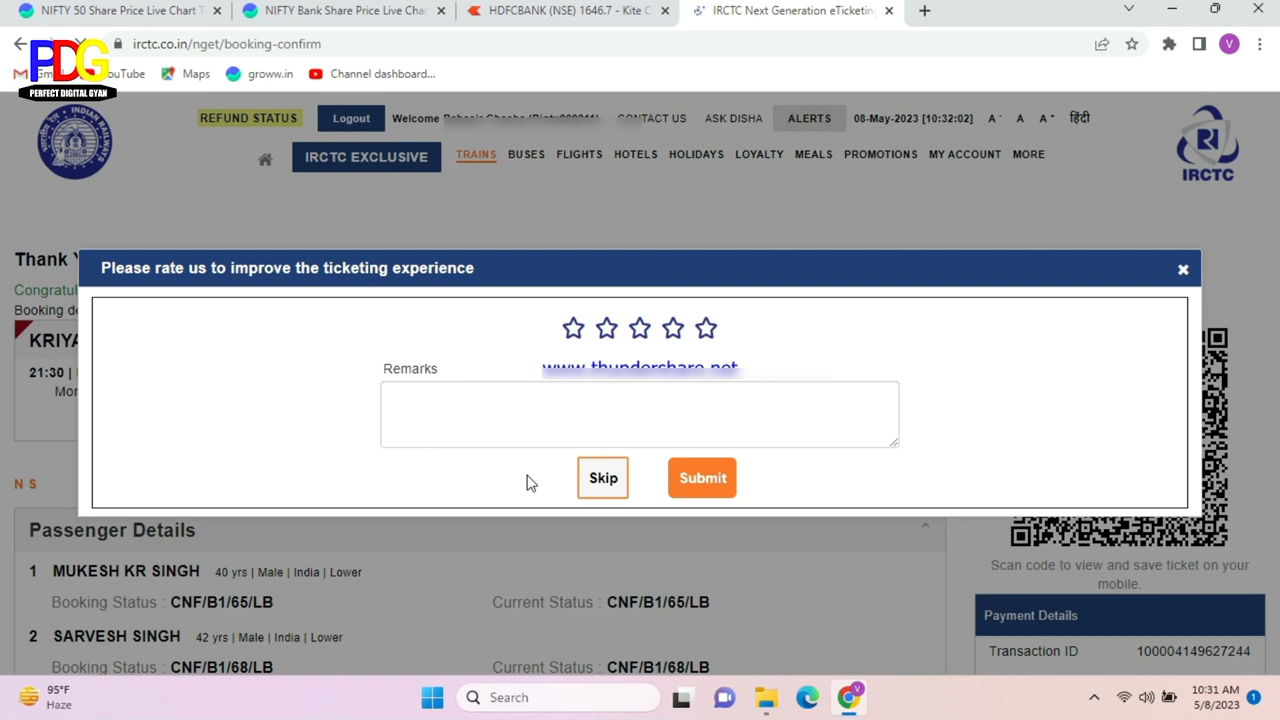 NIFTY 50 Share Price Live Chart T
NIFTY Bank Share Price Live Chart
HDFCBANK (NSE) 1646.7 - Kite C
IRCTC Next Generation eTicketing
irctc.co.in/nget/booking-confirm
V
Maps
groww.in
Channel dashboard...
PDG
PERFECT DIGITAL GYAN
INDIAN RAILWAYS
REFUND STATUS
Logout
Welcome
CONTACT US
ASK DISHA
ALERTS
08-May-2023 [10:32:02]
A-
A
A+
हिंदी
IRCTC EXCLUSIVE
TRAINS
BUSES
FLIGHTS
HOTELS
HOLIDAYS
LOYALTY
MEALS
PROMOTIONS
MY ACCOUNT
MORE
IRCTC
Thank
Congratul
Booking de
KRIYA
21:30 |
Mon
Please rate us to improve the ticketing experience
www.thundershare.net
Remarks
Skip
Submit
N S
Passenger Details
1 MUKESH KR SINGH 40 yrs | Male | India | Lower
Booking Status : CNF/B1/65/LB
Current Status : CNF/B1/65/LB
2 SARVESH SINGH 42 yrs | Male | India | Lower
Booking Status : CNF/B1/68/LB
Current Status : CNF/B1/68/LB
Scan code to view and save ticket on your
mobile.
Payment Details
Transaction ID 100004149627244
95°F
Haze
Search
10:31 AM
5/8/2023
1